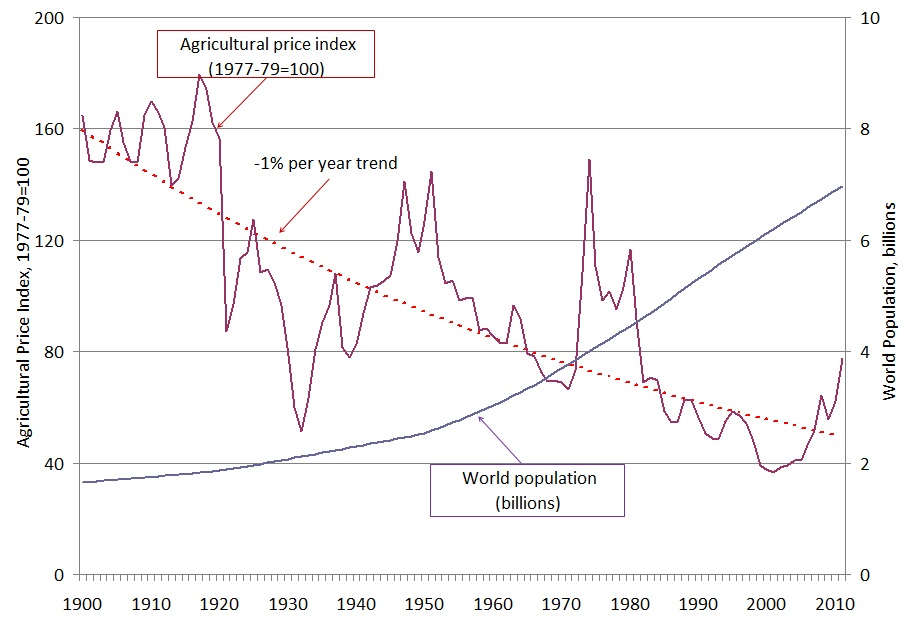 200
160
120
80
40
0
Agricultural Price Index, 1977-79=100
Agricultural price index
(1977-79=100)
-1% per year trend
World population
(billions)
10
8
6
4
2
0
World Population, billions
1900 1910 1920 1930 1940 1950 1960 1970 1980 1990 2000 2010